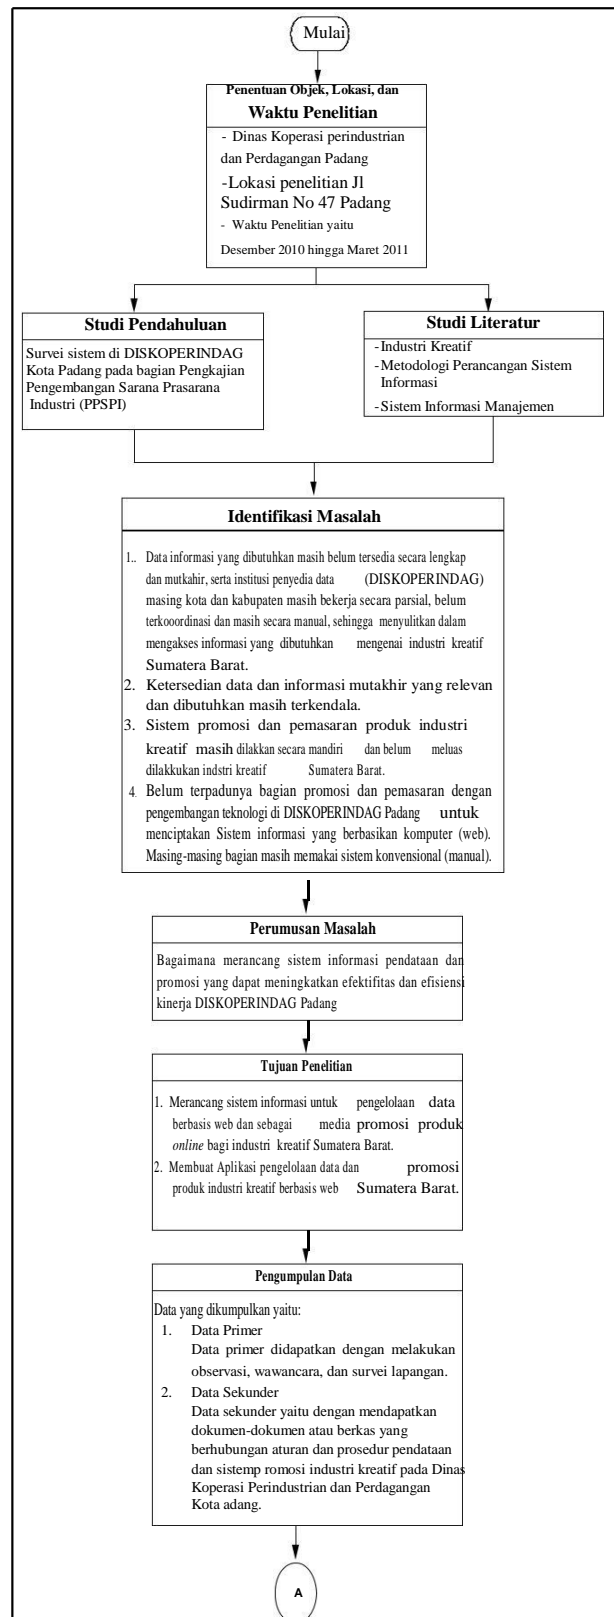 Mulai
Penentuan Objek, Lokasi, dan
Waktu Penelitian
- Dinas Koperasi perindustrian
dan Perdagangan Padang
-Lokasi penelitian Jl
Sudirman No 47 Padang
- Waktu Penelitian yaitu
Desember 2010 hingga Maret 2011
Studi Pendahuluan
Survei sistem di DISKOPERINDAG
Kota Padang pada bagian Pengkajian
Pengembangan Sarana Prasarana
Industri (PPSPI)
Studi Literatur
-Industri Kreatif
-Metodologi Perancangan Sistem
Informasi
-Sistem Informasi Manajemen
Identifikasi Masalah
1.. Data informasi yang dibutuhkan masih belum tersedia secara lengkap
dan mutkahir, serta institusi penyedia data (DISKOPERINDAG)
masing kota dan kabupaten masih bekerja secara parsial, belum
terkooordinasi dan masih secara manual, sehingga menyulitkan dalam
mengakses informasi yang dibutuhkan mengenai industri kreatif
Sumatera Barat.
2. Ketersedian data dan informasi mutakhir yang relevan
dan dibutuhkan masih terkendala.
3. Sistem promosi dan pemasaran produk industri
kreatif masih dilakkan secara mandiri dan belum meluas
dilakkukan indstri kreatif Sumatera Barat.
4. Belum terpadunya bagian promosi dan pemasaran dengan
pengembangan teknologi di DISKOPERINDAG Padang untuk
menciptakan Sistem informasi yang berbasikan komputer (web).
Masing-masing bagian masih memakai sistem konvensional (manual).
Perumusan Masalah
Bagaimana merancang sistem informasi pendataan dan
promosi yang dapat meningkatkan efektifitas dan efisiensi
kinerja DISKOPERINDAG Padang
Tujuan Penelitian
1. Merancang sistem informasi untuk pengelolaan data
berbasis web dan sebagai media promosi produk
online bagi industri kreatif Sumatera Barat.
2. Membuat Aplikasi pengelolaan data dan promosi
produk industri kreatif berbasis web Sumatera Barat.
Pengumpulan Data
Data yang dikumpulkan yaitu:
1. Data Primer
Data primer didapatkan dengan melakukan
observasi, wawancara, dan survei lapangan.
2. Data Sekunder
Data sekunder yaitu dengan mendapatkan
dokumen-dokumen atau berkas yang
berhubungan aturan dan prosedur pendataan
dan sistemp romosi industri kreatif pada Dinas
Koperasi Perindustrian dan Perdagangan
Kota adang.
A